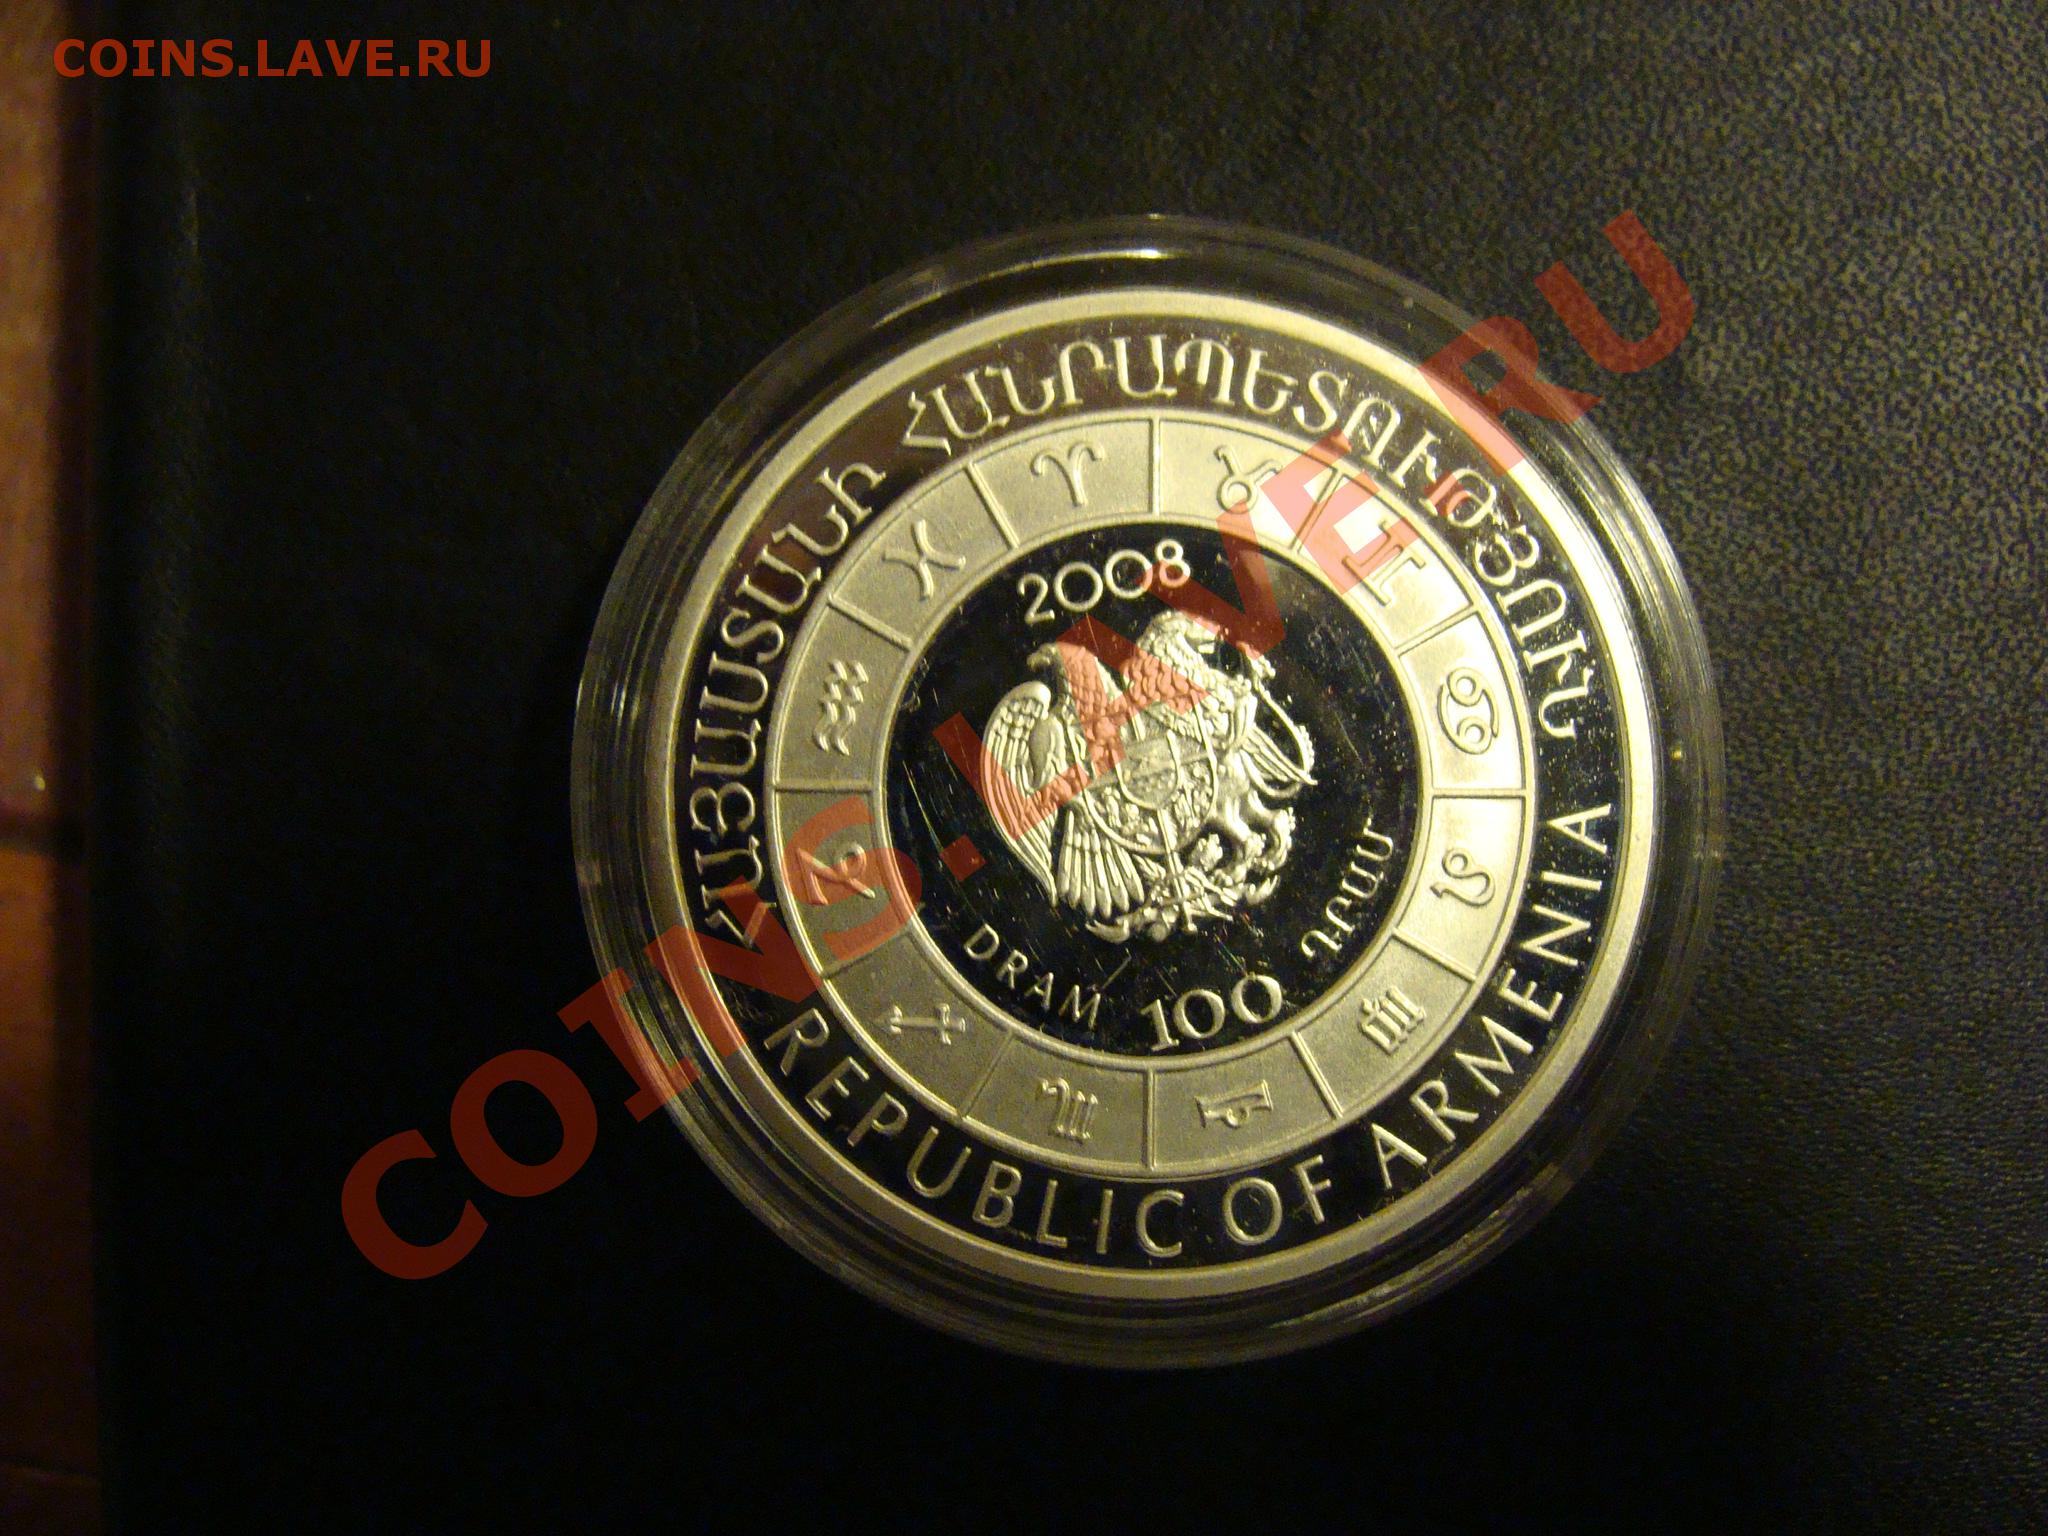 COINS.LAVE.RU
ՀԱՅԱՍՏԱՆԻ ՀԱՆՐԱՊԵՏՈՒԹՅՈՒՆ
2008
DRAM 100 ԴՐԱՄ
REPUBLIC OF ARMENIA
COINS.LAVE.RU